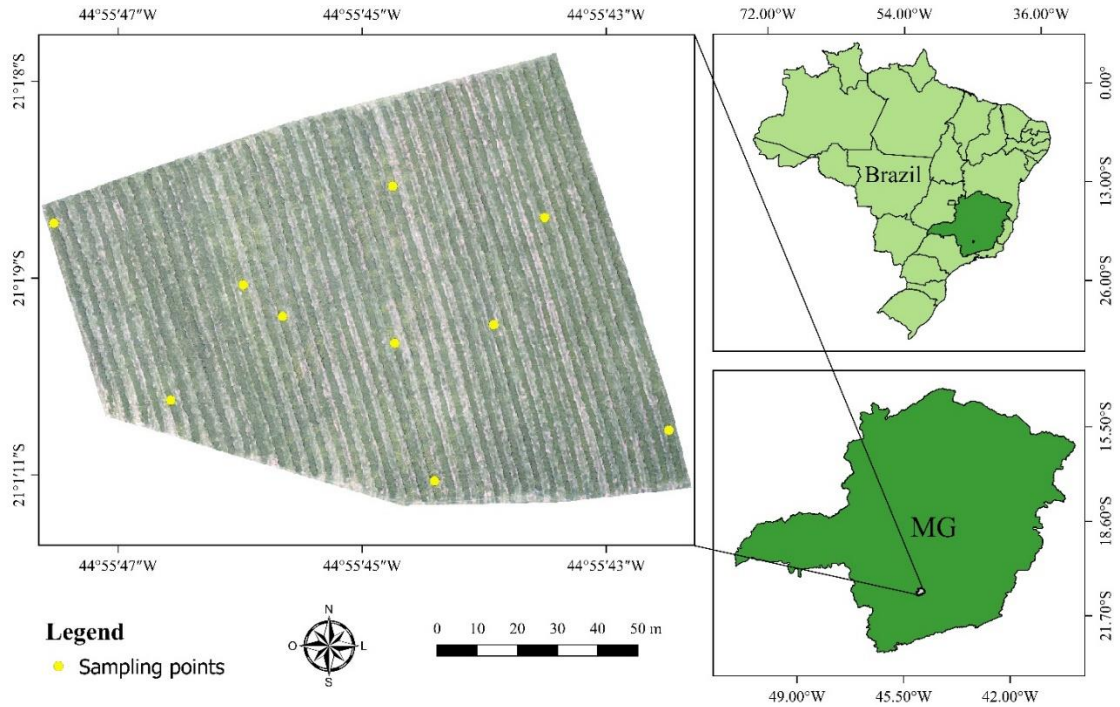 44°55'47"W 44°55'45"W 44°55'43"W
21°1'8"S
21°1'9"S
21°1'11"S
44°55'47"W 44°55'45"W 44°55'43"W
72.00°W 54.00°W 36.00°W
Brazil
0.00°
13.00°S
26.00°S
MG
15.50°S
18.60°S
21.70°S
49.00°W 45.50°W 42.00°W
Legend
Sampling points
N
O L
S
0 10 20 30 40 50 m